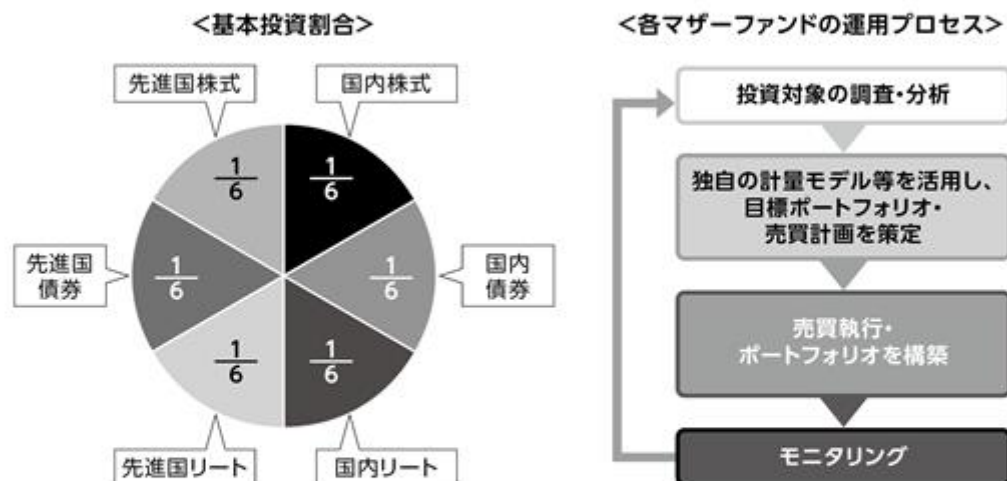 <基本投資割合>
先進国株式
国内株式
1
6
1
6
先進国
債券
1
6
1
6
国内
債券
1
6
1
6
先進国リート
国内リート
<各マザーファンドの運用プロセス>
投資対象の調査・分析
独自の計量モデル等を活用し、
目標ポートフォリオ・
売買計画を策定
売買執行・
ポートフォリオを構築
モニタリング